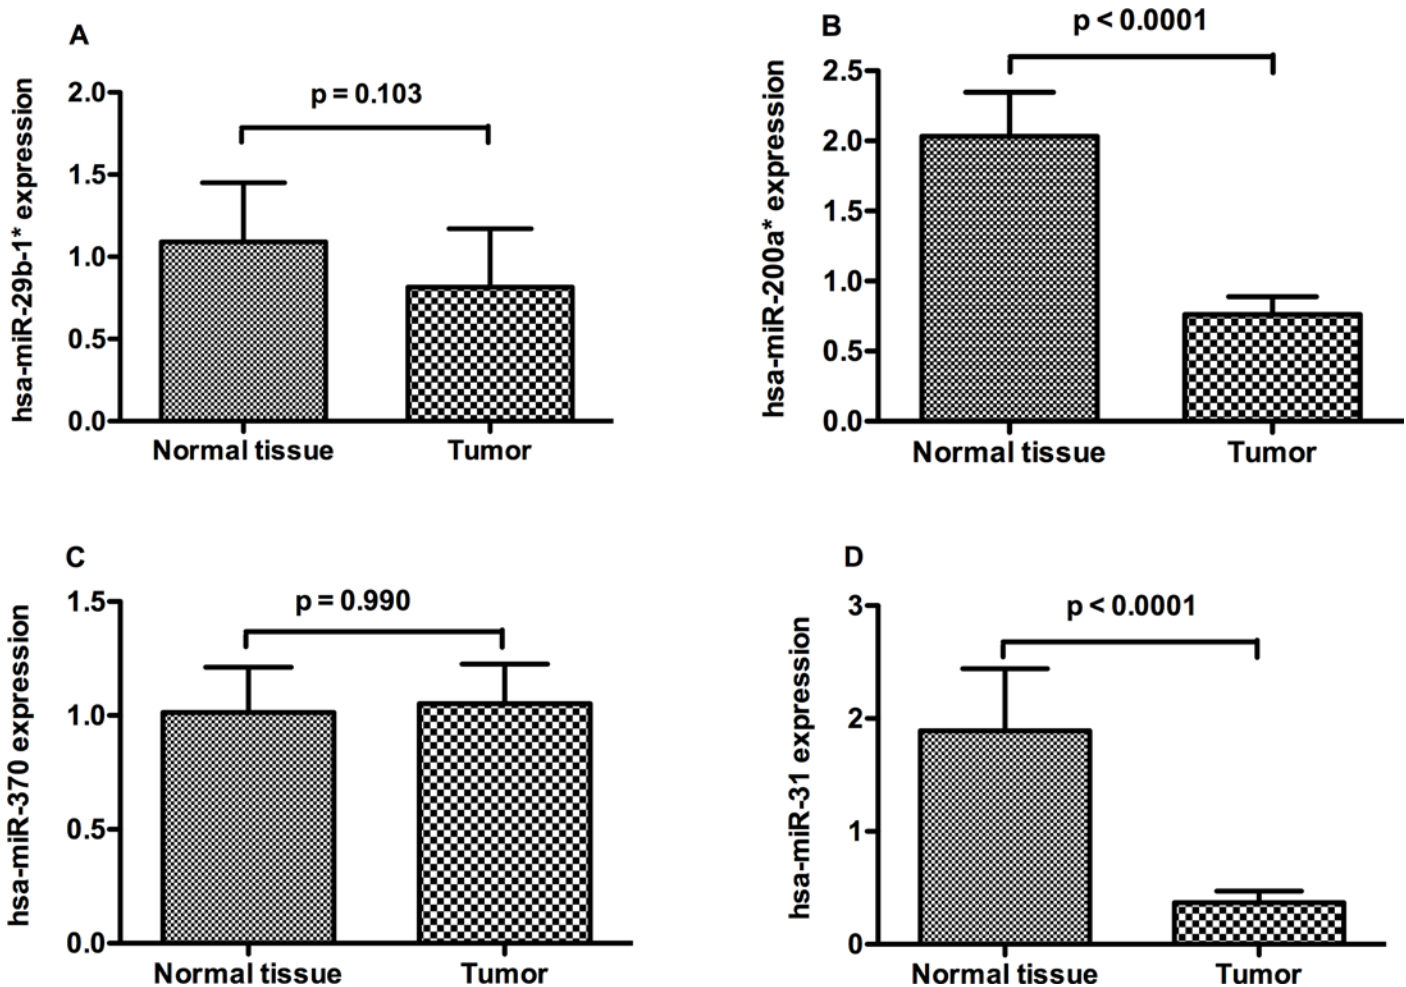 A
p = 0.103
hsa-miR-29b-1* expression
2.0
1.5
1.0
0.5
0.0
Normal tissue
Tumor
B
p < 0.0001
hsa-miR-200a* expression
2.5
2.0
1.5
1.0
0.5
0.0
Normal tissue
Tumor
C
p = 0.990
hsa-miR-370 expression
1.5
1.0
0.5
0.0
Normal tissue
Tumor
D
p < 0.0001
hsa-miR-31 expression
3
2
1
0
Normal tissue
Tumor